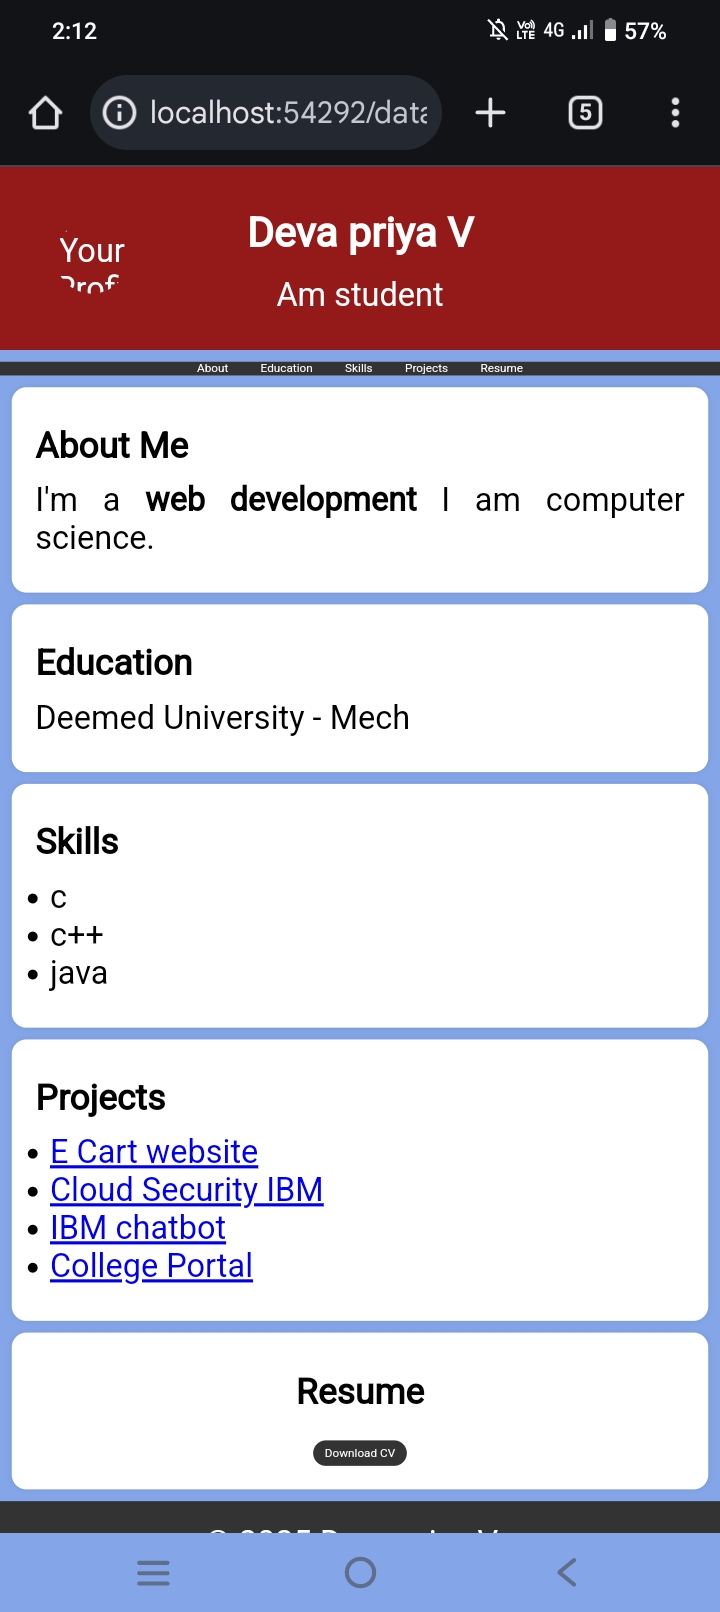 2:12
Vo) LTE 4G 57%
localhost:54292/data
5
Deva priya V
Your
Prof
Am student
About Education Skills Projects Resume
About Me
I'm a web development I am computer
science.
Education
Deemed University - Mech
Skills
c
c++
java
Projects
E Cart website
Cloud Security IBM
IBM chatbot
College Portal
Resume
Download CV